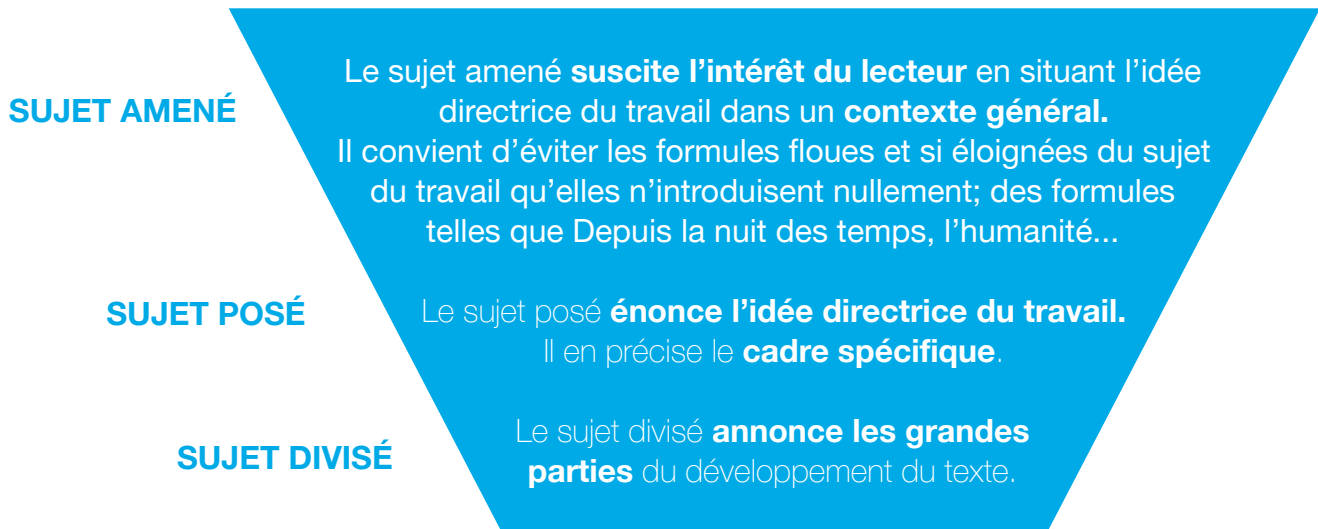 SUJET AMENÉ
Le sujet amené suscite l'intérêt du lecteur en situant l'idée
directrice du travail dans un contexte général.
Il convient d'éviter les formules floues et si éloignées du sujet
du travail qu'elles n'introduisent nullement; des formules
telles que Depuis la nuit des temps, l'humanité...
SUJET POSÉ
Le sujet posé énonce l'idée directrice du travail.
Il en précise le cadre spécifique.
SUJET DIVISÉ
Le sujet divisé annonce les grandes
parties du développement du texte.